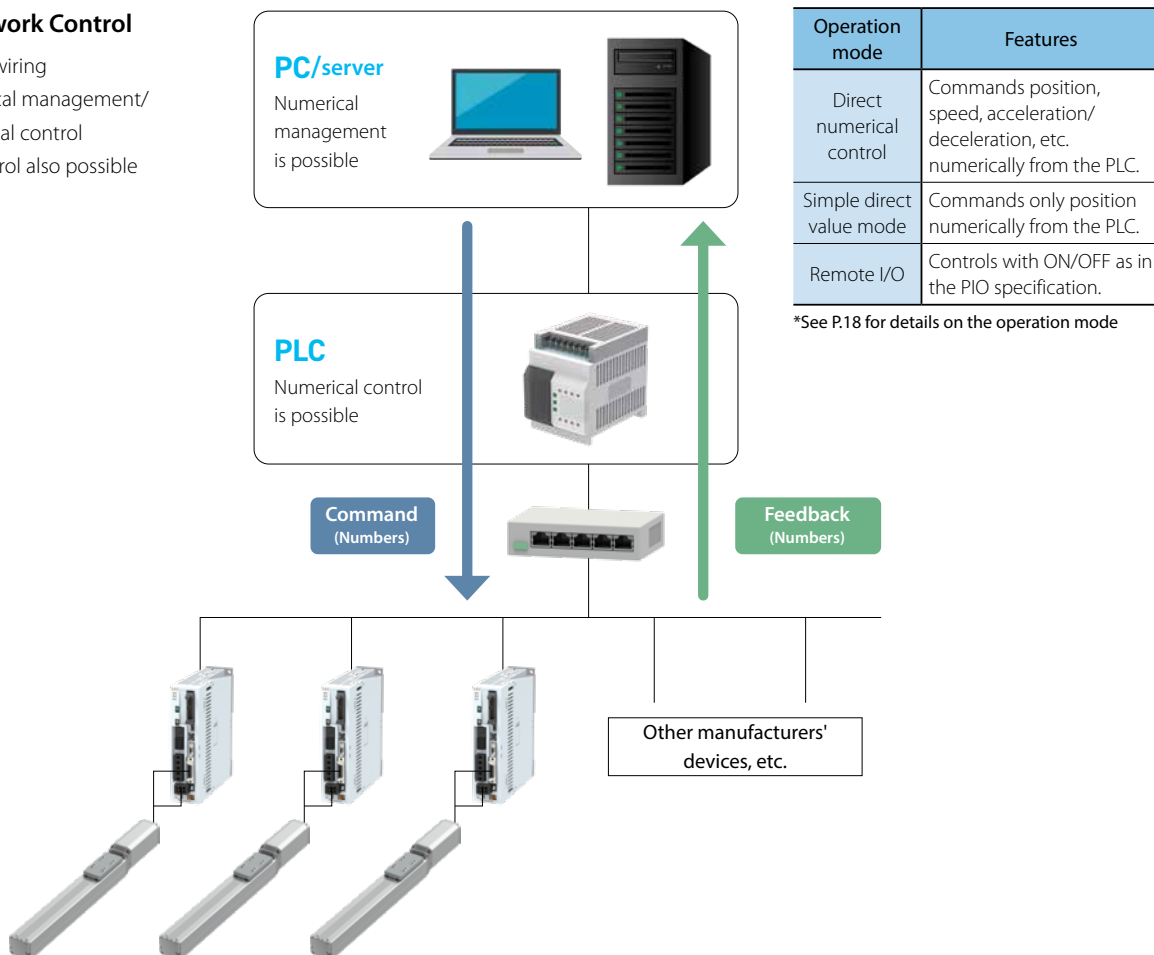 work Control
wiring
cal management/
al control
rol also possible
PC/server
Numerical
management
is possible
PLC
Numerical control
is possible
Command
(Numbers)
Feedback
(Numbers)
Other manufacturers'
devices, etc.
Operation
mode
Features
Direct
numerical
control
Commands position,
speed, acceleration/
deceleration, etc.
numerically from the PLC.
Simple direct
value mode
Commands only position
numerically from the PLC.
Remote I/O
Controls with ON/OFF as in
the PIO specification.
*See P.18 for details on the operation mode